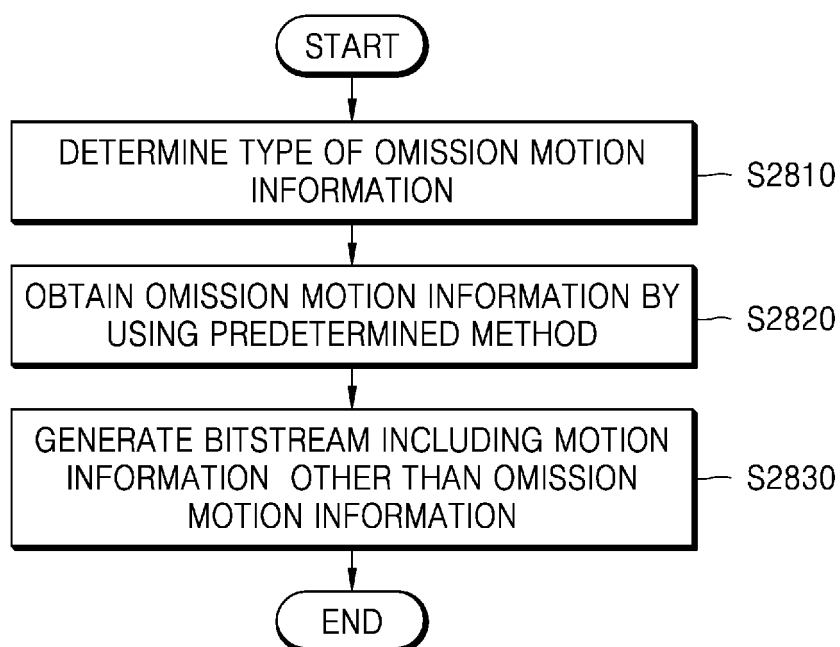 START
DETERMINE TYPE OF OMISSION MOTION
INFORMATION
S2810
OBTAIN OMISSION MOTION INFORMATION BY
USING PREDETERMINED METHOD
S2820
GENERATE BITSTREAM INCLUDING MOTION
INFORMATION OTHER THAN OMISSION
MOTION INFORMATION
S2830
END